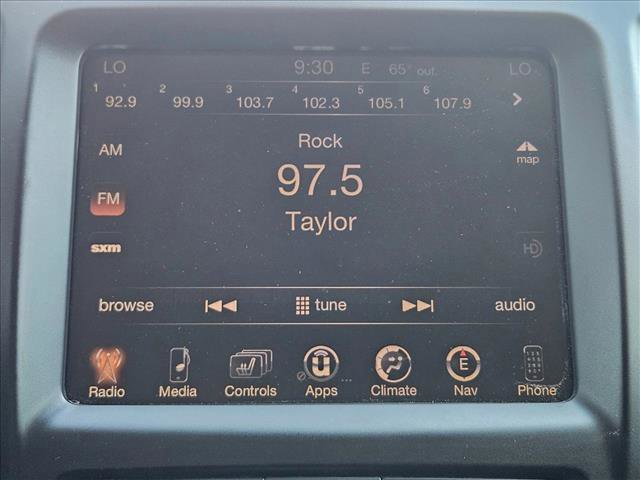 LO 9:30 E 65° out. LO
1 92.9 2 99.9 3 103.7 4 102.3 5 105.1 6 107.9 >
Rock
AM
map
97.5
FM
Taylor
sxm HD
browse tune audio
U E
Radio Media Controls Apps ... Climate Nav Phone